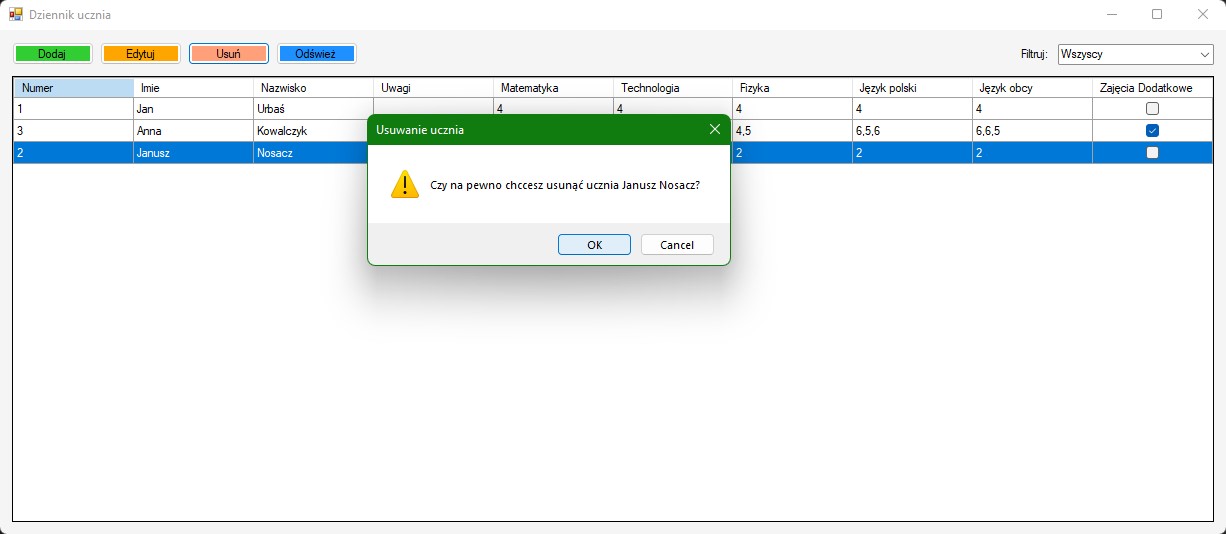 Dziennik ucznia
Dodaj Edytuj Usuń Odśwież Filtruj: Wszyscy
Numer Imie Nazwisko Uwagi Matematyka Technologia Fizyka Język polski Język obcy Zajęcia Dodatkowe
1 Jan Urbaś 4 4 4 4 4
3 Anna Kowalczyk 4,5 6,5,6 6,6,5
2 Janusz Nosacz 2 2 2
Usuwanie ucznia
Czy na pewno chccesz usunąć ucznia Janusz Nosacz?
OK Cancel